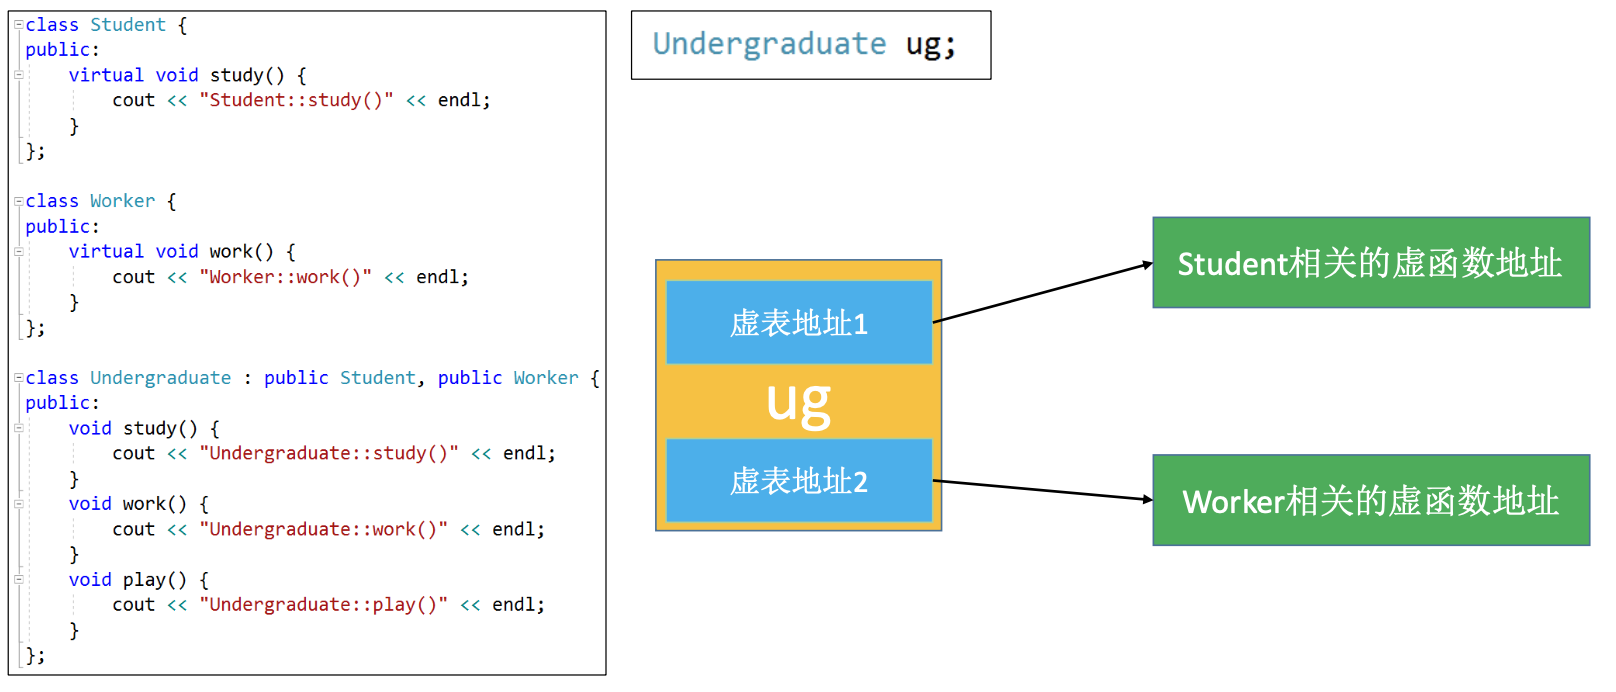 class Student {
public:
    virtual void study() {
        cout << "Student::study()" << endl;
    }
};

class Worker {
public:
    virtual void work() {
        cout << "Worker::work()" << endl;
    }
};

class Undergraduate : public Student, public Worker {
public:
    void study() {
        cout << "Undergraduate::study()" << endl;
    }
    void work() {
        cout << "Undergraduate::work()" << endl;
    }
    void play() {
        cout << "Undergraduate::play()" << endl;
    }
};
Undergraduate ug;
虚表地址1
ug
虚表地址2
Student相关的虚函数地址
Worker相关的虚函数地址